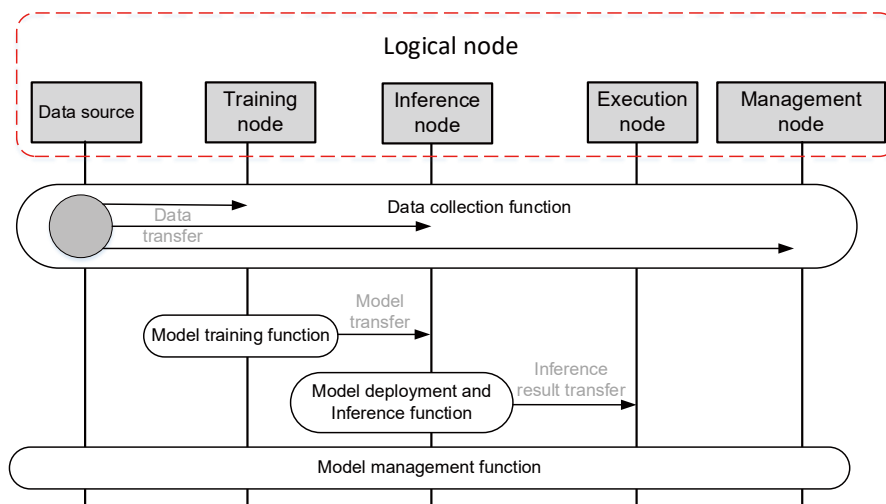 Logical node
Data source
Training
node
Inference
node
Execution
node
Management
node
Data collection function
Data
transfer
Model training function
Model
transfer
Model deployment and
Inference function
Inference
result transfer
Model management function